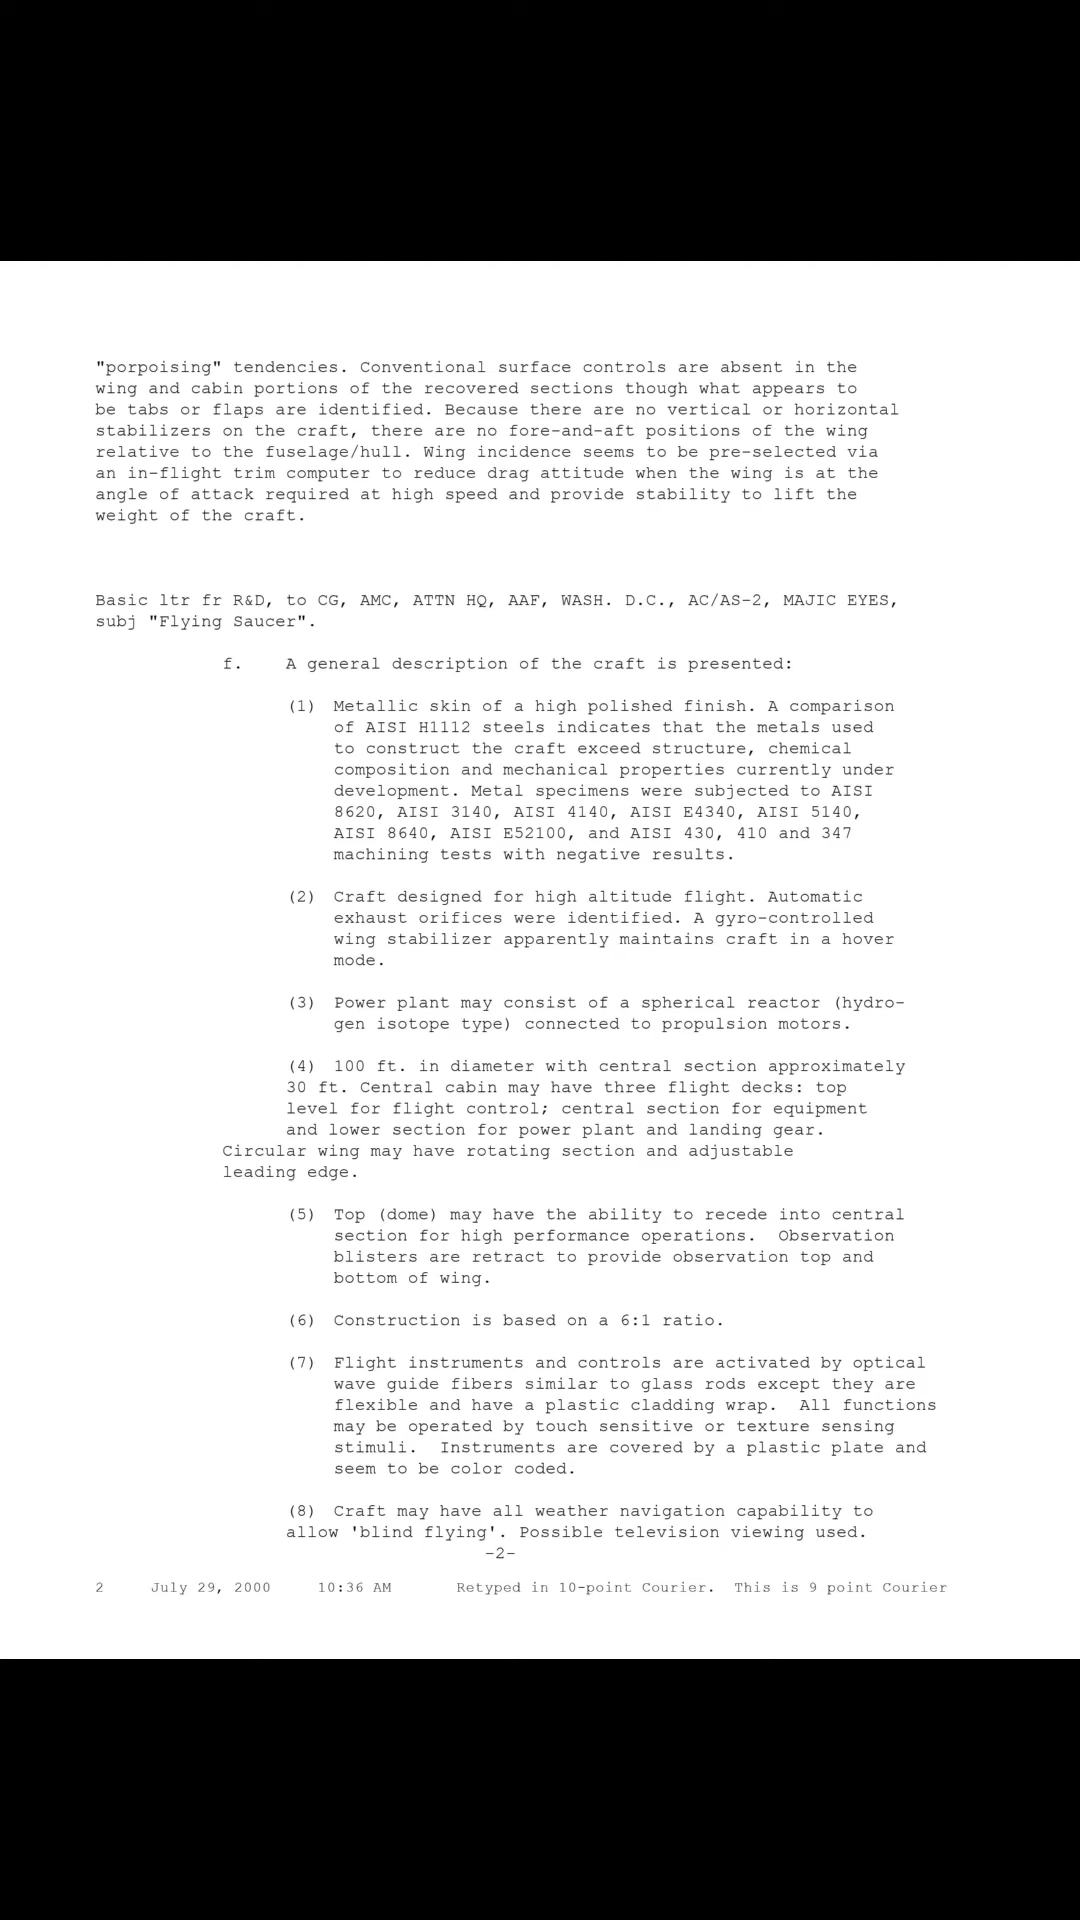 "porpoising" tendencies. Conventional surface controls are absent in the
wing and cabin portions of the recovered sections though what appears to
be tabs or flaps are identified. Because there are no vertical or horizontal
stabilizers on the craft, there are no fore-and-aft positions of the wing
relative to the fuselage/hull. Wing incidence seems to be pre-selected via
an in-flight trim computer to reduce drag attitude when the wing is at the
angle of attack required at high speed and provide stability to lift the
weight of the craft.
Basic ltr fr R&D, to CG, AMC, ATTN HQ, AAF, WASH. D.C., AC/AS-2, MAJIC EYES,
subj "Flying Saucer".
f. A general description of the craft is presented:
(1) Metallic skin of a high polished finish. A comparison
of AISI H1112 steels indicates that the metals used
to construct the craft exceed structure, chemical
composition and mechanical properties currently under
development. Metal specimens were subjected to AISI
8620, AISI 3140, AISI 4140, AISI E4340, AISI 5140,
AISI 8640, AISI E52100, and AISI 430, 410 and 347
machining tests with negative results.
(2) Craft designed for high altitude flight. Automatic
exhaust orifices were identified. A gyro-controlled
wing stabilizer apparently maintains craft in a hover
mode.
(3) Power plant may consist of a spherical reactor (hydro-
gen isotope type) connected to propulsion motors.
(4) 100 ft. in diameter with central section approximately
30 ft. Central cabin may have three flight decks: top
level for flight control; central section for equipment
and lower section for power plant and landing gear.
Circular wing may have rotating section and adjustable
leading edge.
(5) Top (dome) may have the ability to recede into central
section for high performance operations. Observation
blisters are retract to provide observation top and
bottom of wing.
(6) Construction is based on a 6:1 ratio.
(7) Flight instruments and controls are activated by optical
wave guide fibers similar to glass rods except they are
flexible and have a plastic cladding wrap. All functions
may be operated by touch sensitive or texture sensing
stimuli. Instruments are covered by a plastic plate and
seem to be color coded.
(8) Craft may have all weather navigation capability to
allow 'blind flying'. Possible television viewing used.
-2-
2 July 29, 2000 10:36 AM Retyped in 10-point Courier. This is 9 point Courier